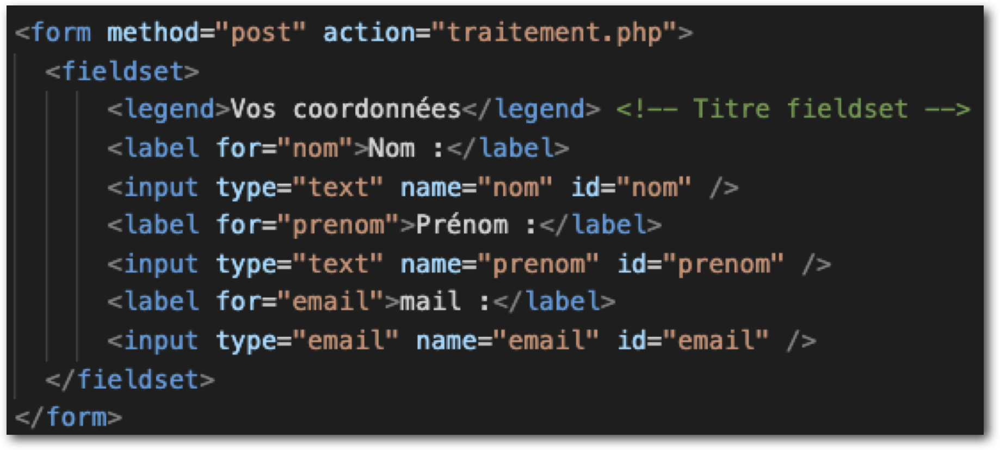 <form method="post" action="traitement.php">
<fieldset>
<legend>Vos coordonnées</legend> <!-- Titre fieldset -->
<label for="nom">Nom :</label>
<input type="text" name="nom" id="nom" />
<label for="prenom">Prénom :</label>
<input type="text" name="prenom" id="prenom" />
<label for="email">mail :</label>
<input type="email" name="email" id="email" />
</fieldset>
</form>